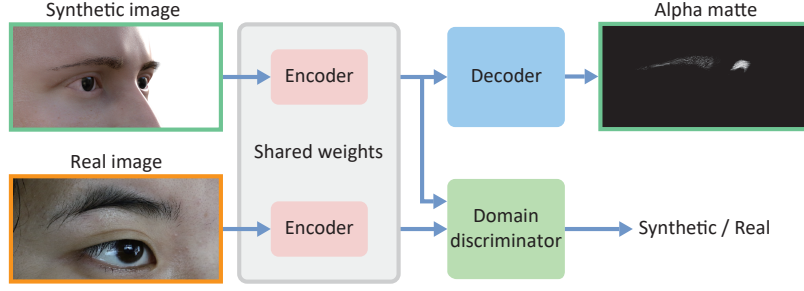 Synthetic image
Alpha matte
Encoder
Decoder
Shared weights
Real image
Encoder
Domain
discriminator
Synthetic / Real